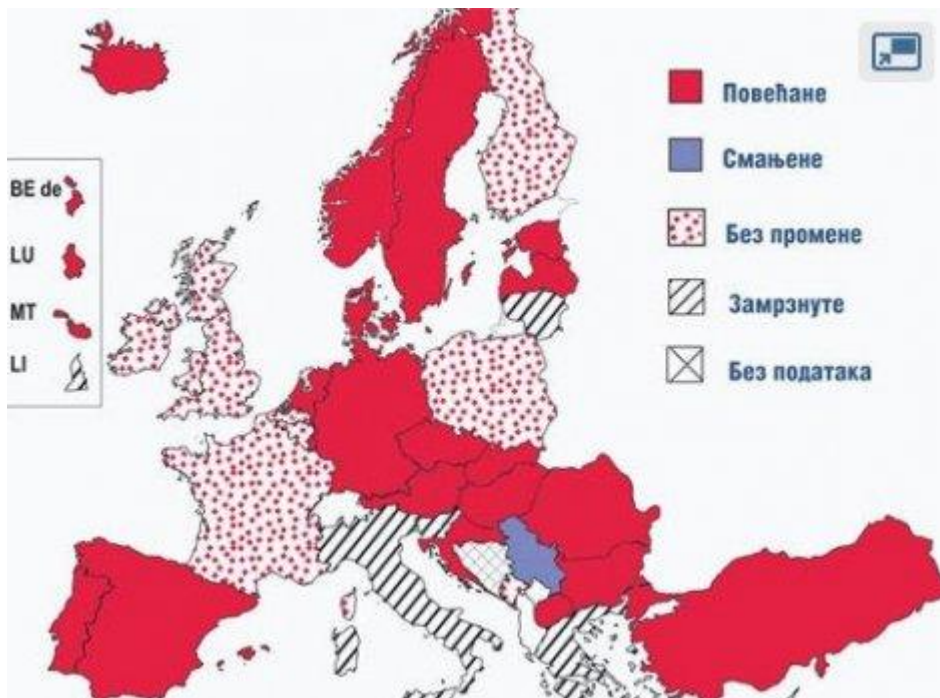 BE de
LU
MT
LI
Повећане
Смањене
Без промене
Замрзнуте
Без података